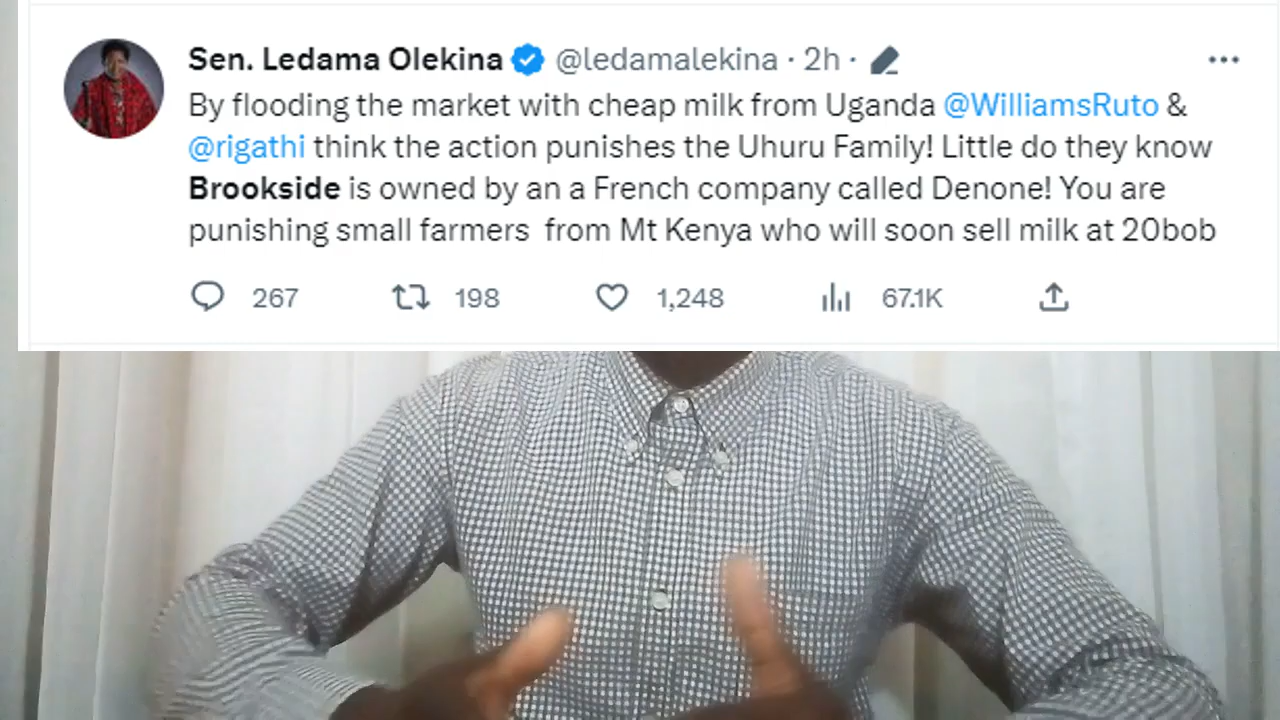 Sen. Ledama Olekina @ledamalekina · 2h ·
By flooding the market with cheap milk from Uganda @WilliamsRuto &
@rigathi think the action punishes the Uhuru Family! Little do they know
Brookside is owned by an a French company called Denone! You are
punishing small farmers from Mt Kenya who will soon sell milk at 20bob
267 198 1,248 67.1K